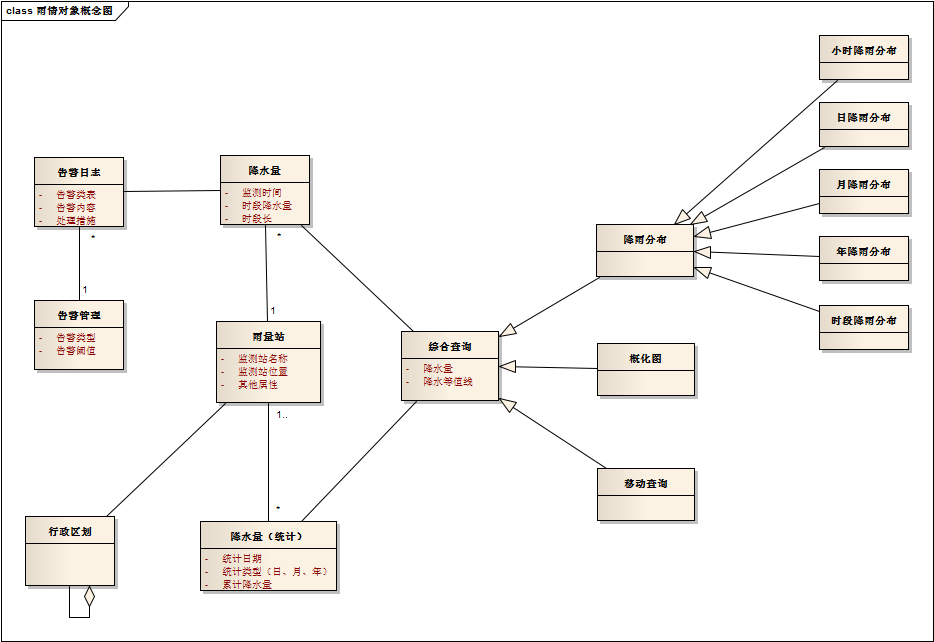 class 雨情对象概念图
小时降雨分布
日降雨分布
月降雨分布
年降雨分布
时段降雨分布
降雨分布
告警日志
- 告警类表
- 告警内容
- 处理措施
*
1
告警管理
- 告警类型
- 告警阈值
降水量
- 监测时间
- 时段降水量
- 时段长
*
1
雨量站
- 监测站名称
- 监测站位置
- 其他属性
1..
*
综合查询
- 降水量
- 降水等值线
概化图
移动查询
行政区划
降水量（统计）
- 统计日期
- 统计类型（日、月、年）
- 累计降水量